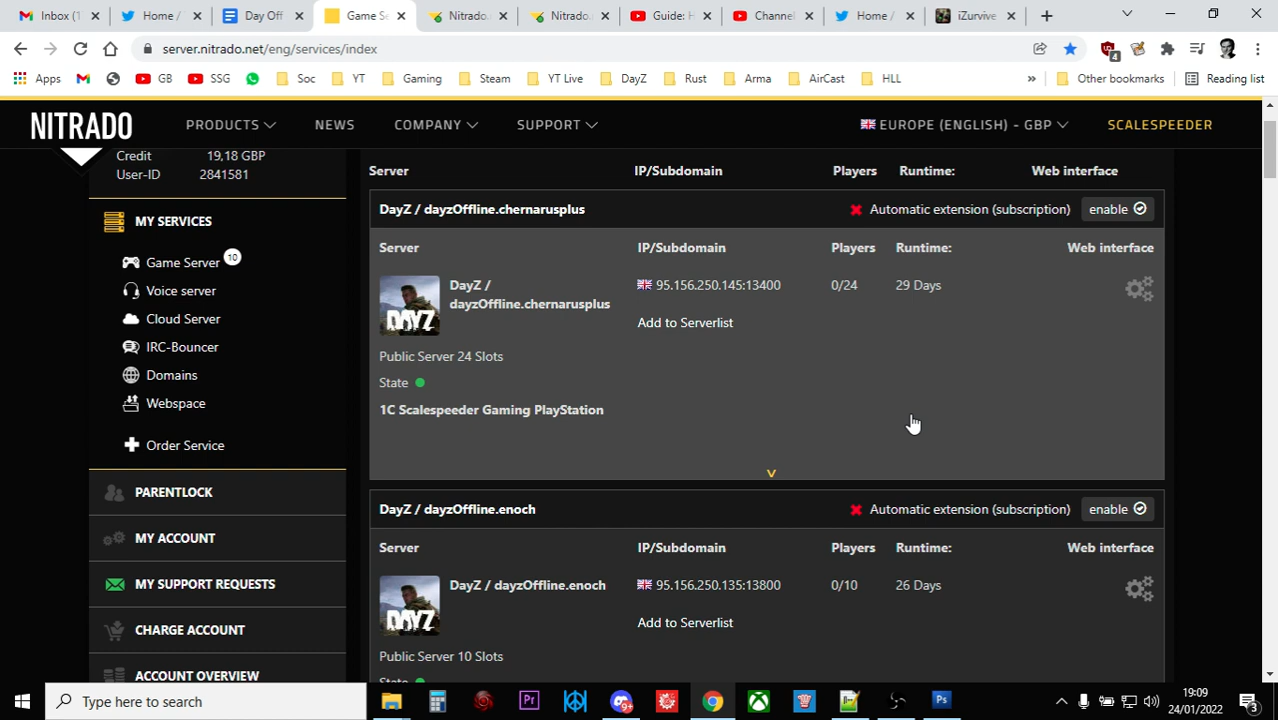 Inbox (1
Home /
Day Off
Game Se
Nitrado.
Nitrado.
Guide: H
Channel
Home /
iZurvive
server.nitrado.net/eng/services/index
4
Apps
GB
SSG
Soc
YT
Gaming
Steam
YT Live
DayZ
Rust
Arma
AirCast
HLL
»
Other bookmarks
Reading list
NITRADO
PRODUCTS
NEWS
COMPANY
SUPPORT
EUROPE (ENGLISH) - GBP
SCALESPEEDER
Credit 19,18 GBP
User-ID 2841581
MY SERVICES
Game Server 10
Voice server
Cloud Server
IRC-Bouncer
Domains
Webspace
Order Service
PARENTLOCK
MY ACCOUNT
MY SUPPORT REQUESTS
CHARGE ACCOUNT
ACCOUNT OVERVIEW
Server IP/Subdomain Players Runtime: Web interface
DayZ / dayzOffline.chernarusplus Automatic extension (subscription) enable
Server IP/Subdomain Players Runtime: Web interface
DAYZ
DayZ /
dayzOffline.chernarusplus
95.156.250.145:13400 0/24 29 Days
Add to Serverlist
Public Server 24 Slots
State
1C Scalespeeder Gaming PlayStation
v
DayZ / dayzOffline.enoch Automatic extension (subscription) enable
Server IP/Subdomain Players Runtime: Web interface
DAYZ
DayZ / dayzOffline.enoch 95.156.250.135:13800 0/10 26 Days
Add to Serverlist
Public Server 10 Slots
State
Type here to search
Pr
9+
Ps
19:09
24/01/2022
3